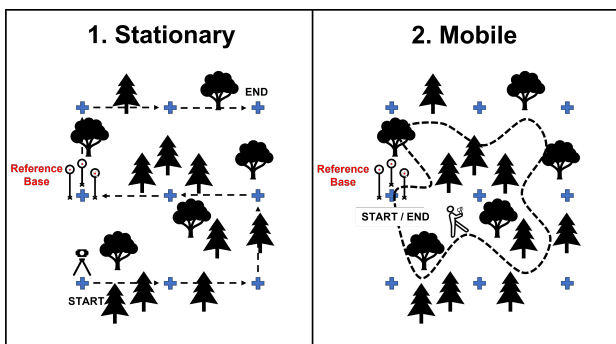 1. Stationary
END
Reference
Base
START
2. Mobile
Reference
Base
START / END